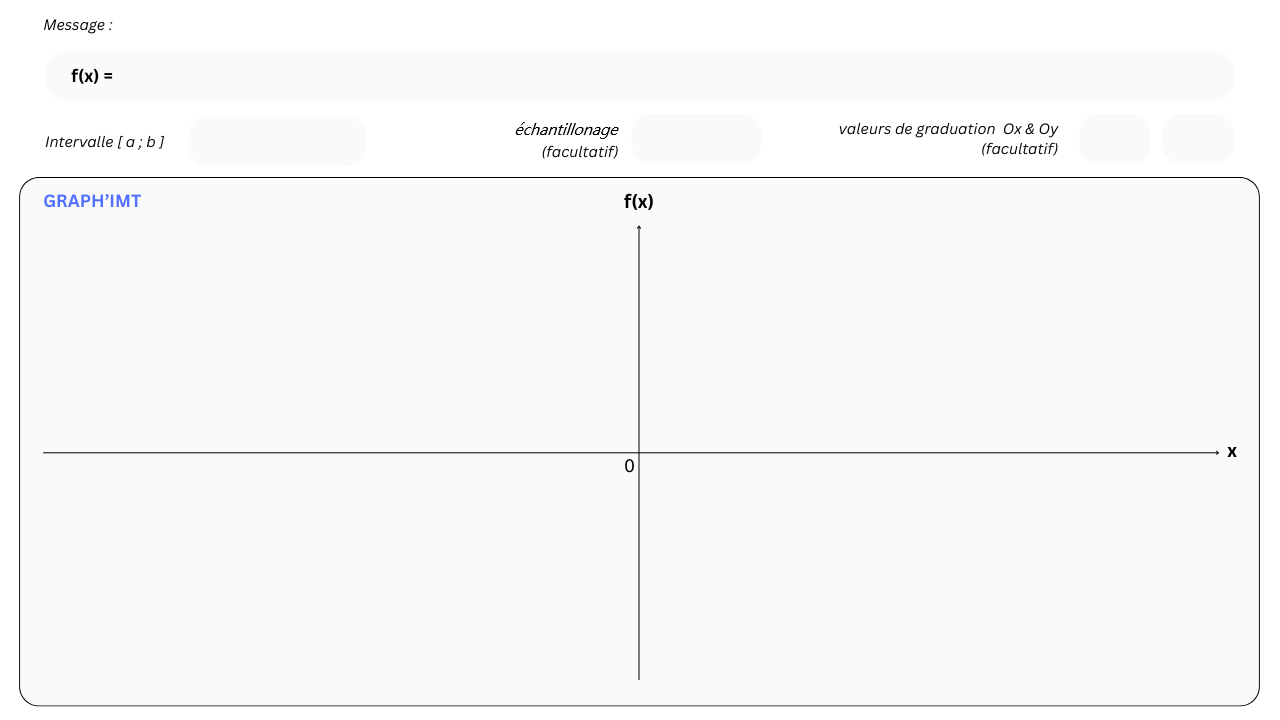 Message :
f(x) =
Intervalle [ a ; b ]
échantillonage
(facultatif)
valeurs de graduation Ox & Oy
(facultatif)
GRAPH’IMT
f(x)
x
0